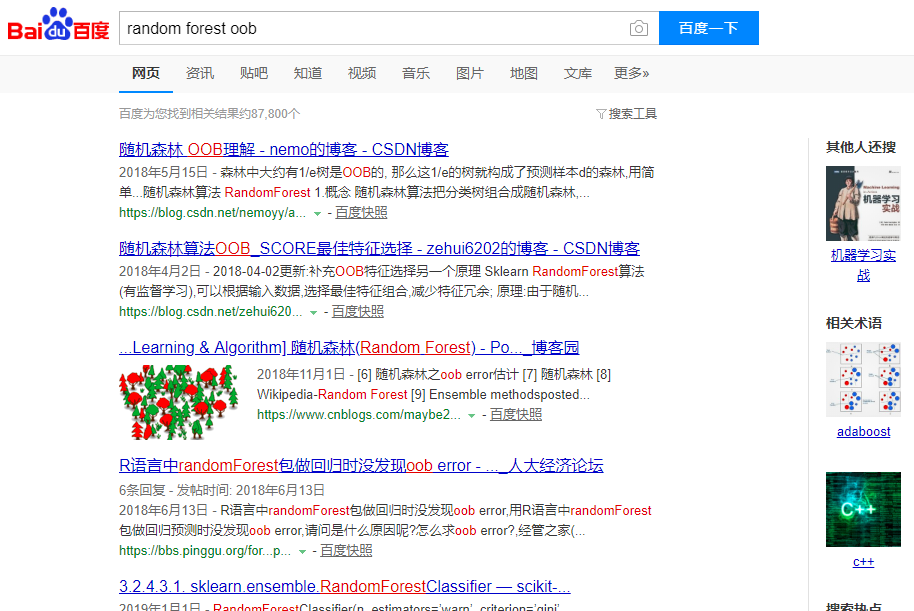 Bai du 百度
random forest oob
百度一下
网页 资讯 贴吧 知道 视频 音乐 图片 地图 文库 更多»
百度为您找到相关结果约87,800个
搜索工具
随机森林 OOB理解 - nemo的博客 - CSDN博客
2018年5月15日 - 森林中大约有1/e树是OOB的, 那么这1/e的树就构成了预测样本d的森林,用简
单...随机森林算法 RandomForest 1.概念 随机森林算法把分类树组合成随机森林,...
https://blog.csdn.net/nemoyy/a... - 百度快照
随机森林算法OOB_SCORE最佳特征选择 - zehui6202的博客 - CSDN博客
2018年4月2日 - 2018-04-02更新:补充OOB特征选择另一个原理 Sklearn RandomForest算法
(有监督学习),可以根据输入数据,选择最佳特征组合,减少特征冗余; 原理:由于随机...
https://blog.csdn.net/zehui620... - 百度快照
...Learning & Algorithm] 随机森林(Random Forest) - Po..._博客园
2018年11月1日 - [6] 随机森林之oob error估计 [7] 随机森林 [8]
Wikipedia-Random Forest [9] Ensemble methodsposted...
https://www.cnblogs.com/maybe2... - 百度快照
R语言中randomForest包做回归时没发现oob error - ..._人大经济论坛
6条回复 - 发帖时间: 2018年6月13日
2018年6月13日 - R语言中randomForest包做回归时没发现oob error,用R语言中randomForest
包做回归预测时没发现oob error,请问是什么原因呢?怎么求oob error?,经管之家(...
https://bbs.pinggu.org/for...p... - 百度快照
3.2.4.3.1. sklearn.ensemble.RandomForestClassifier — scikit-...
2019年1月1日 - RandomForestClassifier(n_estimators='warn', criterion='gini',
其他人还搜
Machine Learning
机器学习
实战
机器学习实
战
相关术语
adaboost
C++
c++
搜索热点